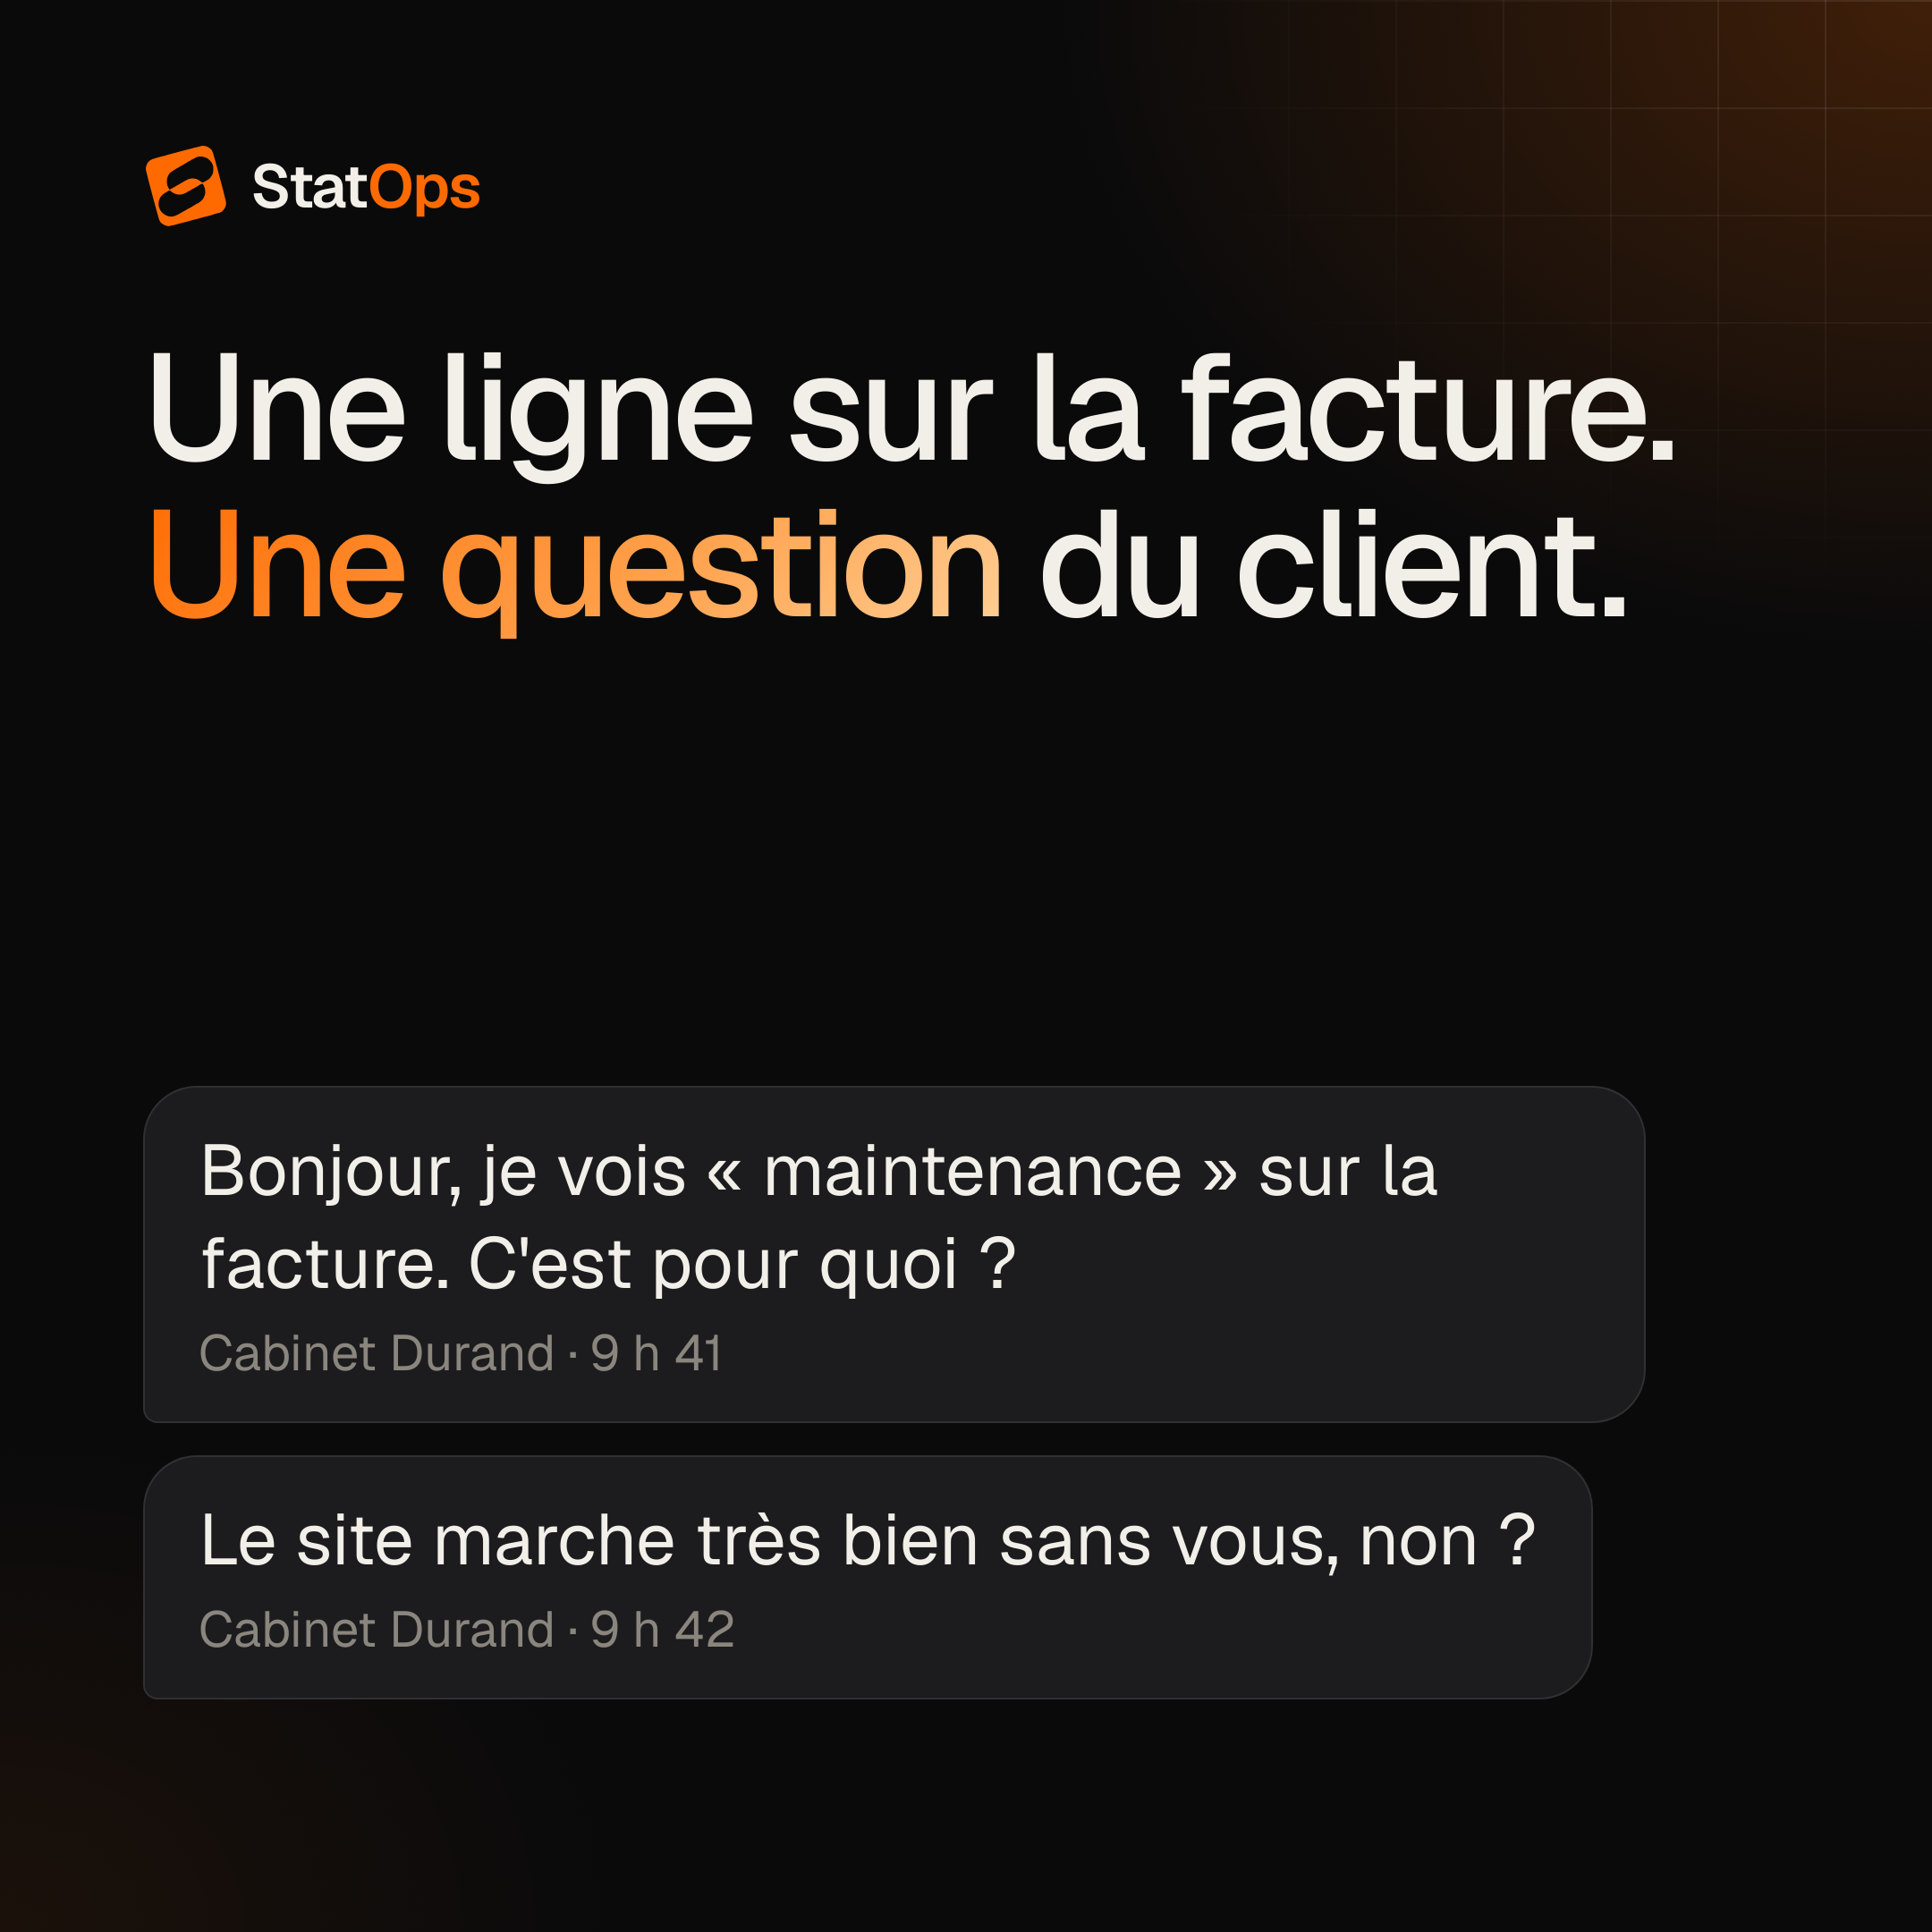 StatOps
Une ligne sur la facture.
Une question du client.
Bonjour, je vois « maintenance » sur la
facture. C'est pour quoi ?
Cabinet Durand · 9 h 41
Le site marche très bien sans vous, non ?
Cabinet Durand · 9 h 42